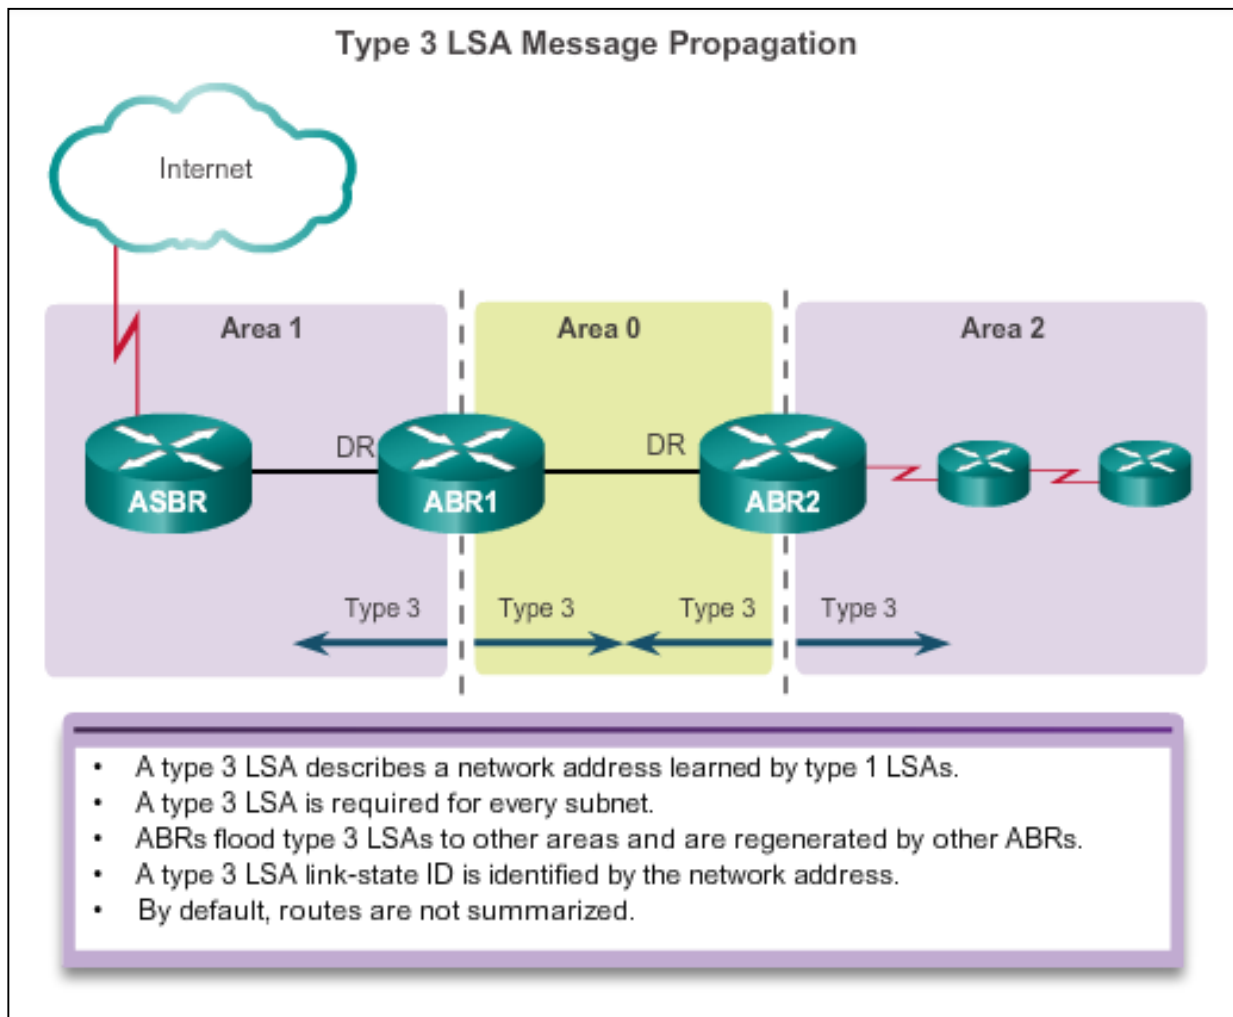 Type 3 LSA Message Propagation
Internet
Area 1
Area 0
Area 2
DR
DR
ASBR
ABR1
ABR2
Type 3
Type 3
Type 3
Type 3
• A type 3 LSA describes a network address learned by type 1 LSAs.
• A type 3 LSA is required for every subnet.
• ABRs flood type 3 LSAs to other areas and are regenerated by other ABRs.
• A type 3 LSA link-state ID is identified by the network address.
• By default, routes are not summarized.